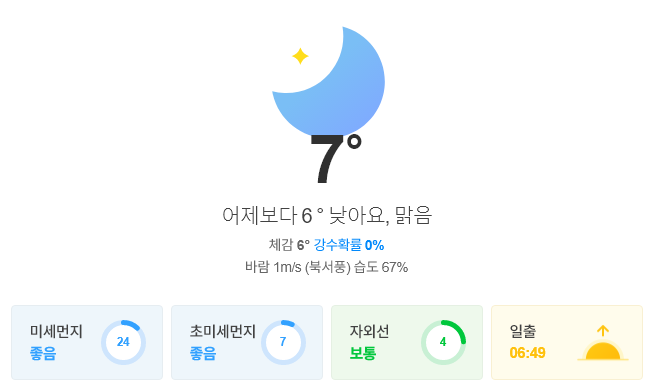 7°
어제보다 6° 낮아요, 맑음
체감 6° 강수확률 0%
바람 1m/s (북서풍) 습도 67%
미세먼지
좋음
24
초미세먼지
좋음
7
자외선
보통
4
일출
06:49